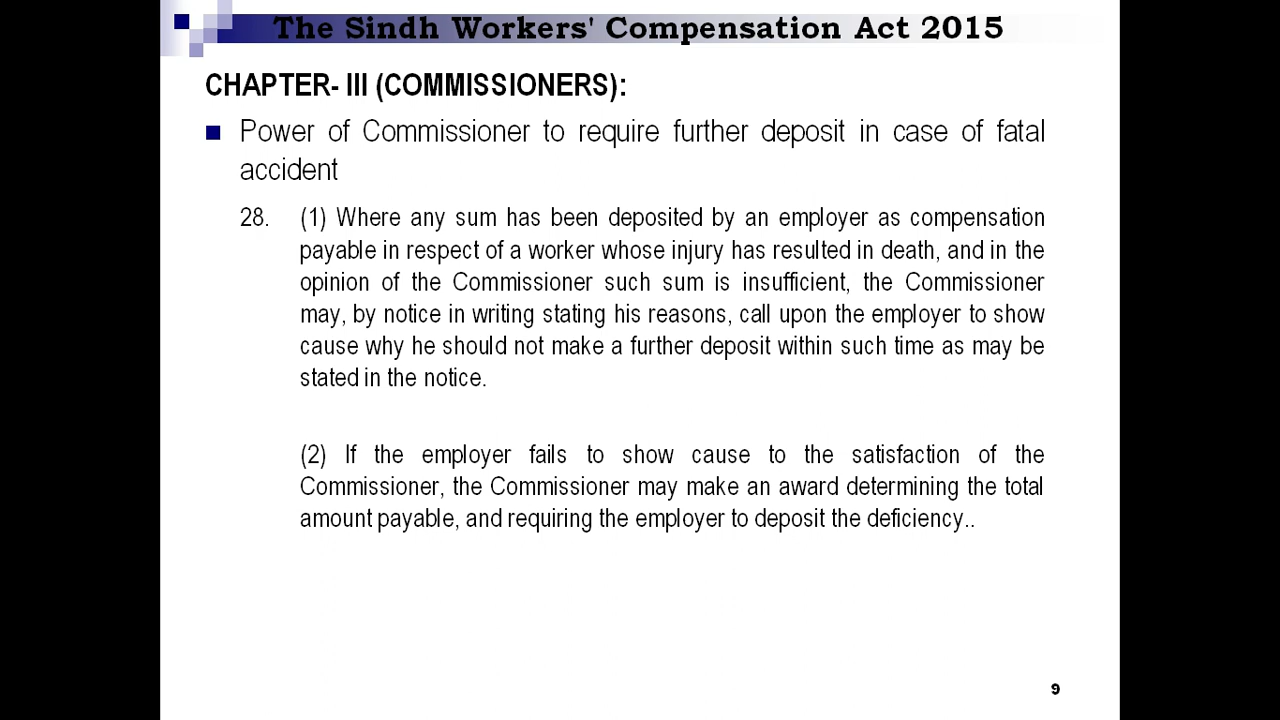 The Sindh Workers' Compensation Act 2015
CHAPTER- III (COMMISSIONERS):
Power of Commissioner to require further deposit in case of fatal
accident
28. (1) Where any sum has been deposited by an employer as compensation
payable in respect of a worker whose injury has resulted in death, and in the
opinion of the Commissioner such sum is insufficient, the Commissioner
may, by notice in writing stating his reasons, call upon the employer to show
cause why he should not make a further deposit within such time as may be
stated in the notice.
(2) If the employer fails to show cause to the satisfaction of the
Commissioner, the Commissioner may make an award determining the total
amount payable, and requiring the employer to deposit the deficiency..
9